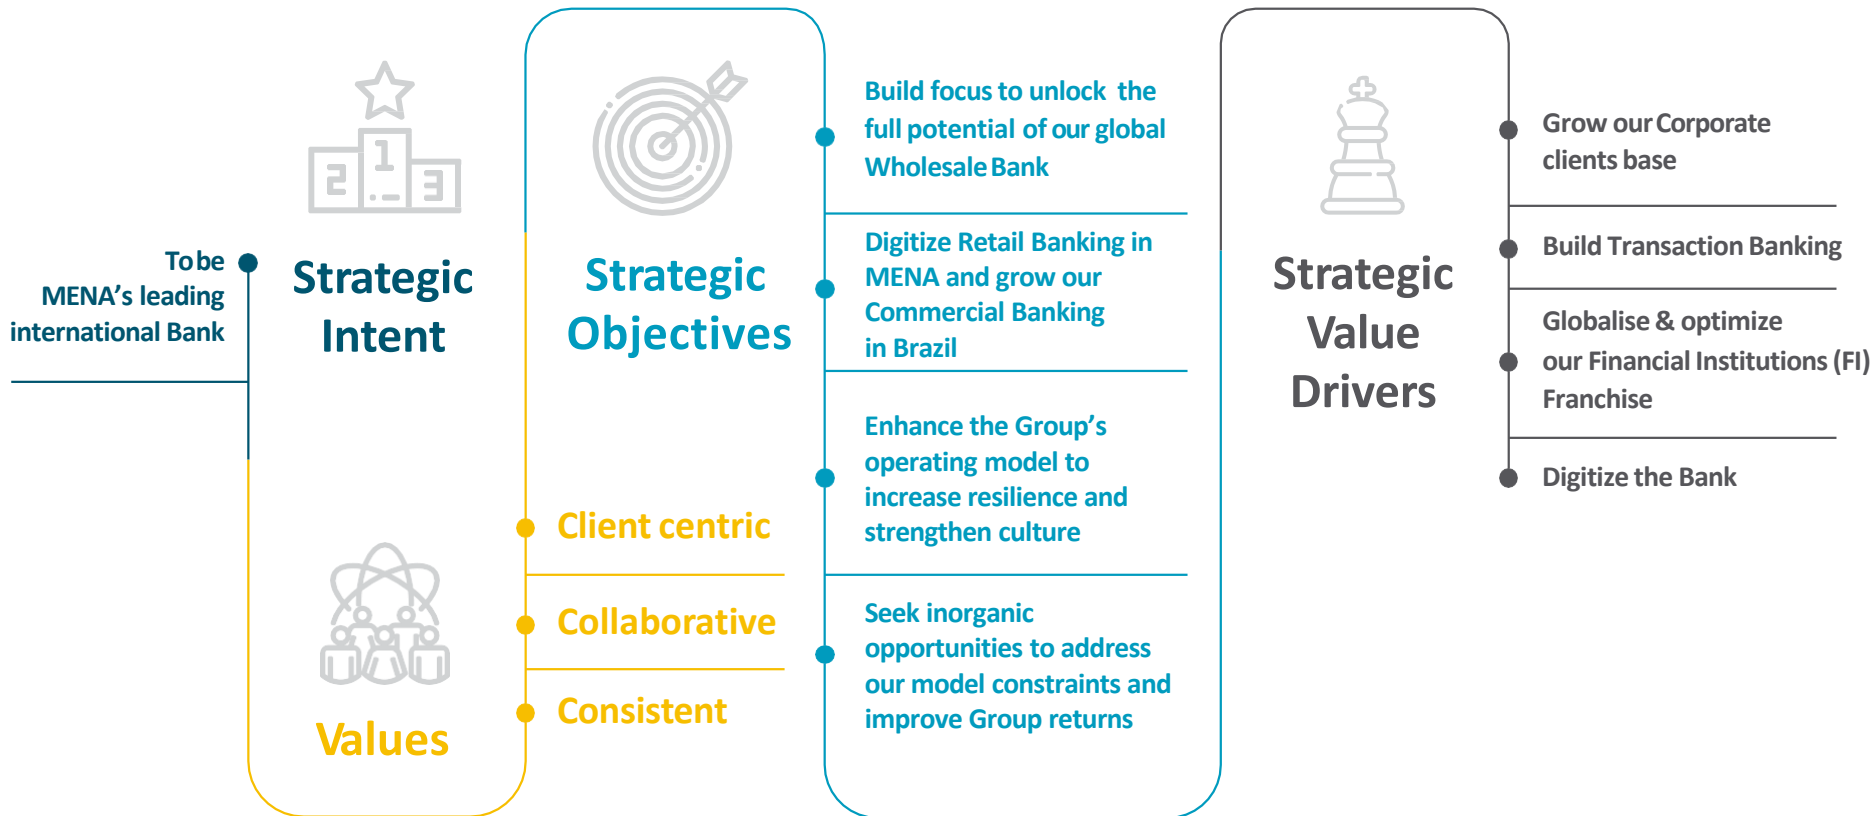 To be
MENA's leading
international Bank
Strategic
Intent
2 1 3
Values
Client centric
Collaborative
Consistent
Strategic
Objectives
Build focus to unlock the
full potential of our global
Wholesale Bank
Digitize Retail Banking in
MENA and grow our
Commercial Banking
in Brazil
Enhance the Group's
operating model to
increase resilience and
strengthen culture
Seek inorganic
opportunities to address
our model constraints and
improve Group returns
Strategic
Value
Drivers
Grow our Corporate
clients base
Build Transaction Banking
Globalise & optimize
our Financial Institutions (FI)
Franchise
Digitize the Bank